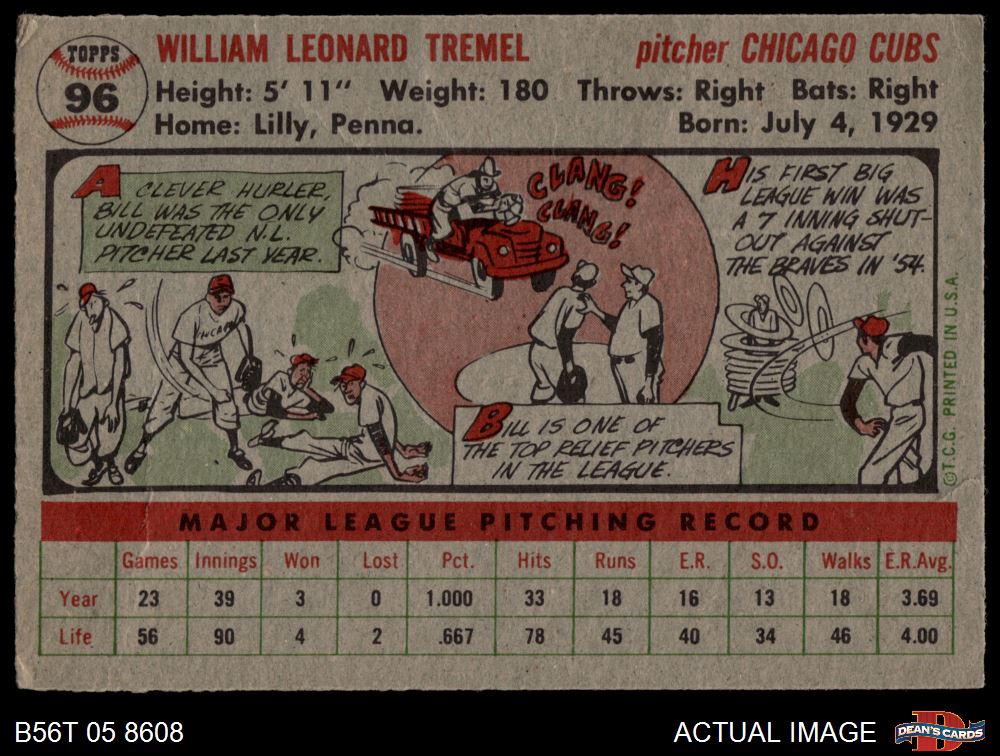 TOPPS
96
WILLIAM LEONARD TREMEL
pitcher CHICAGO CUBS
Height: 5' 11" Weight: 180 Throws: Right Bats: Right
Home: Lilly, Penna. Born: July 4, 1929
A CLEVER HURLER,
BILL WAS THE ONLY
UNDEFEATED N.L.
PITCHER LAST YEAR.
CHICAG
CLANG!
CLANG!
BILL IS ONE OF
THE TOP RELIEF PITCHERS
IN THE LEAGUE.
HIS FIRST BIG
LEAGUE WIN WAS
A 7 INNING SHUT-
OUT AGAINST
THE BRAVES IN '54.
©T.C.G. PRINTED IN U.S.A.
MAJOR LEAGUE PITCHING RECORD
Games Innings Won Lost Pct. Hits Runs E.R. S.O. Walks E.R.Avg.
Year 23 39 3 0 1.000 33 18 16 13 18 3.69
Life 56 90 4 2 .667 78 45 40 34 46 4.00
B56T 05 8608
ACTUAL IMAGE
D
DEAN'S CARDS